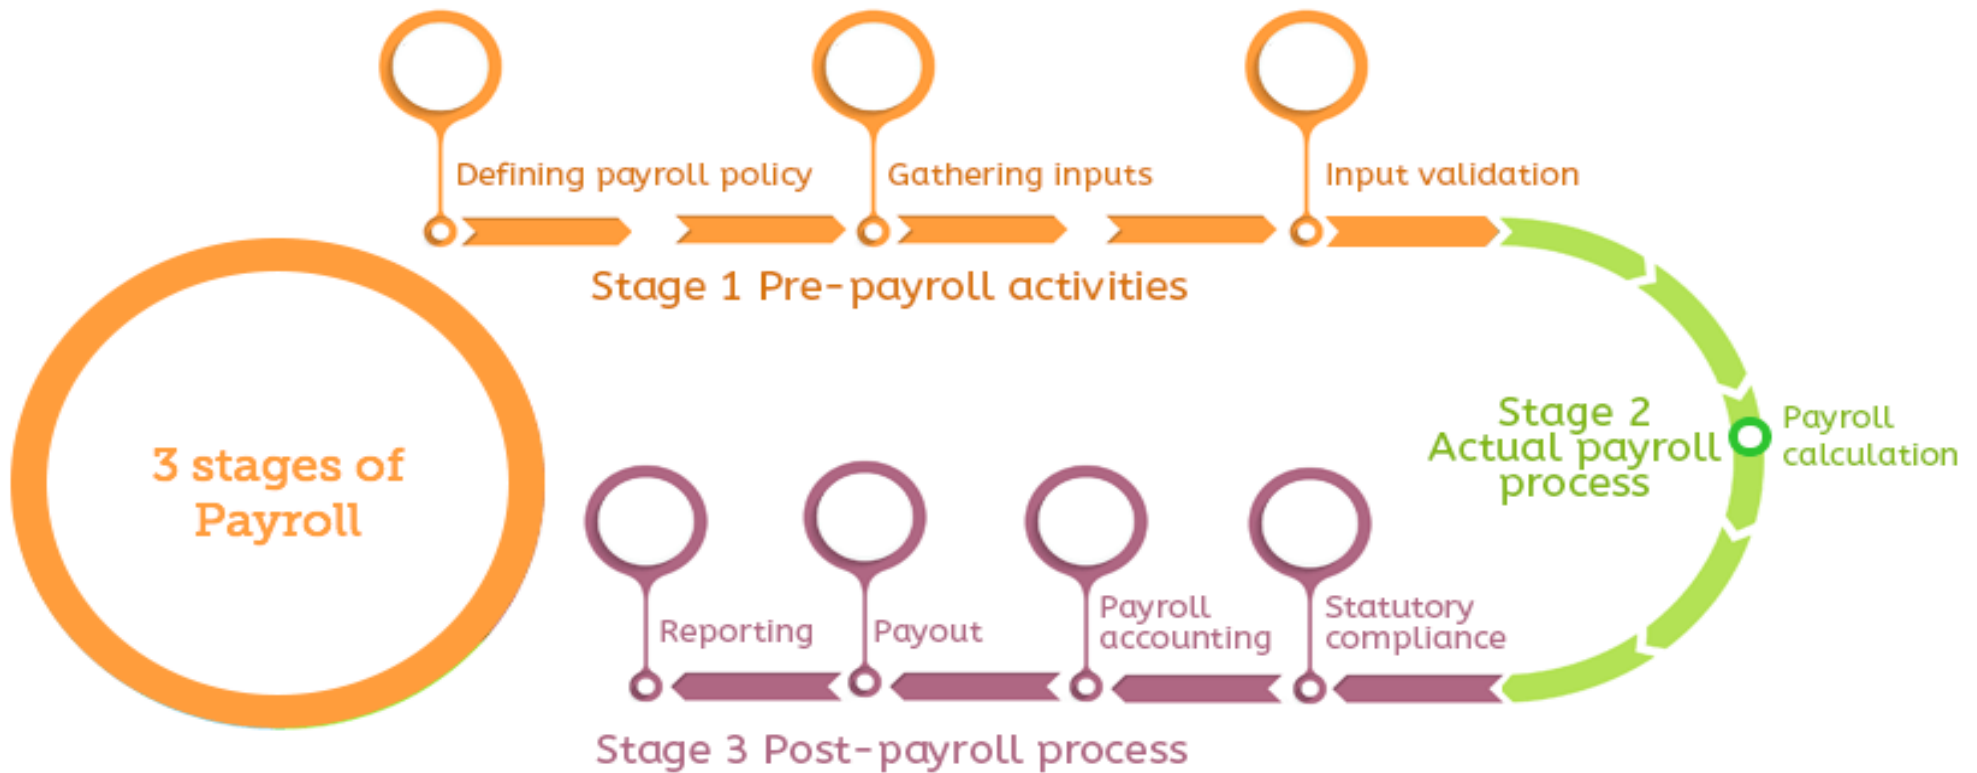 Defining payroll policy
Gathering inputs
Input validation
Stage 1 Pre-payroll activities
3 stages of
Payroll
Stage 2
Actual payroll
process
Payroll
calculation
Statutory
compliance
Payroll
accounting
Payout
Reporting
Stage 3 Post-payroll process